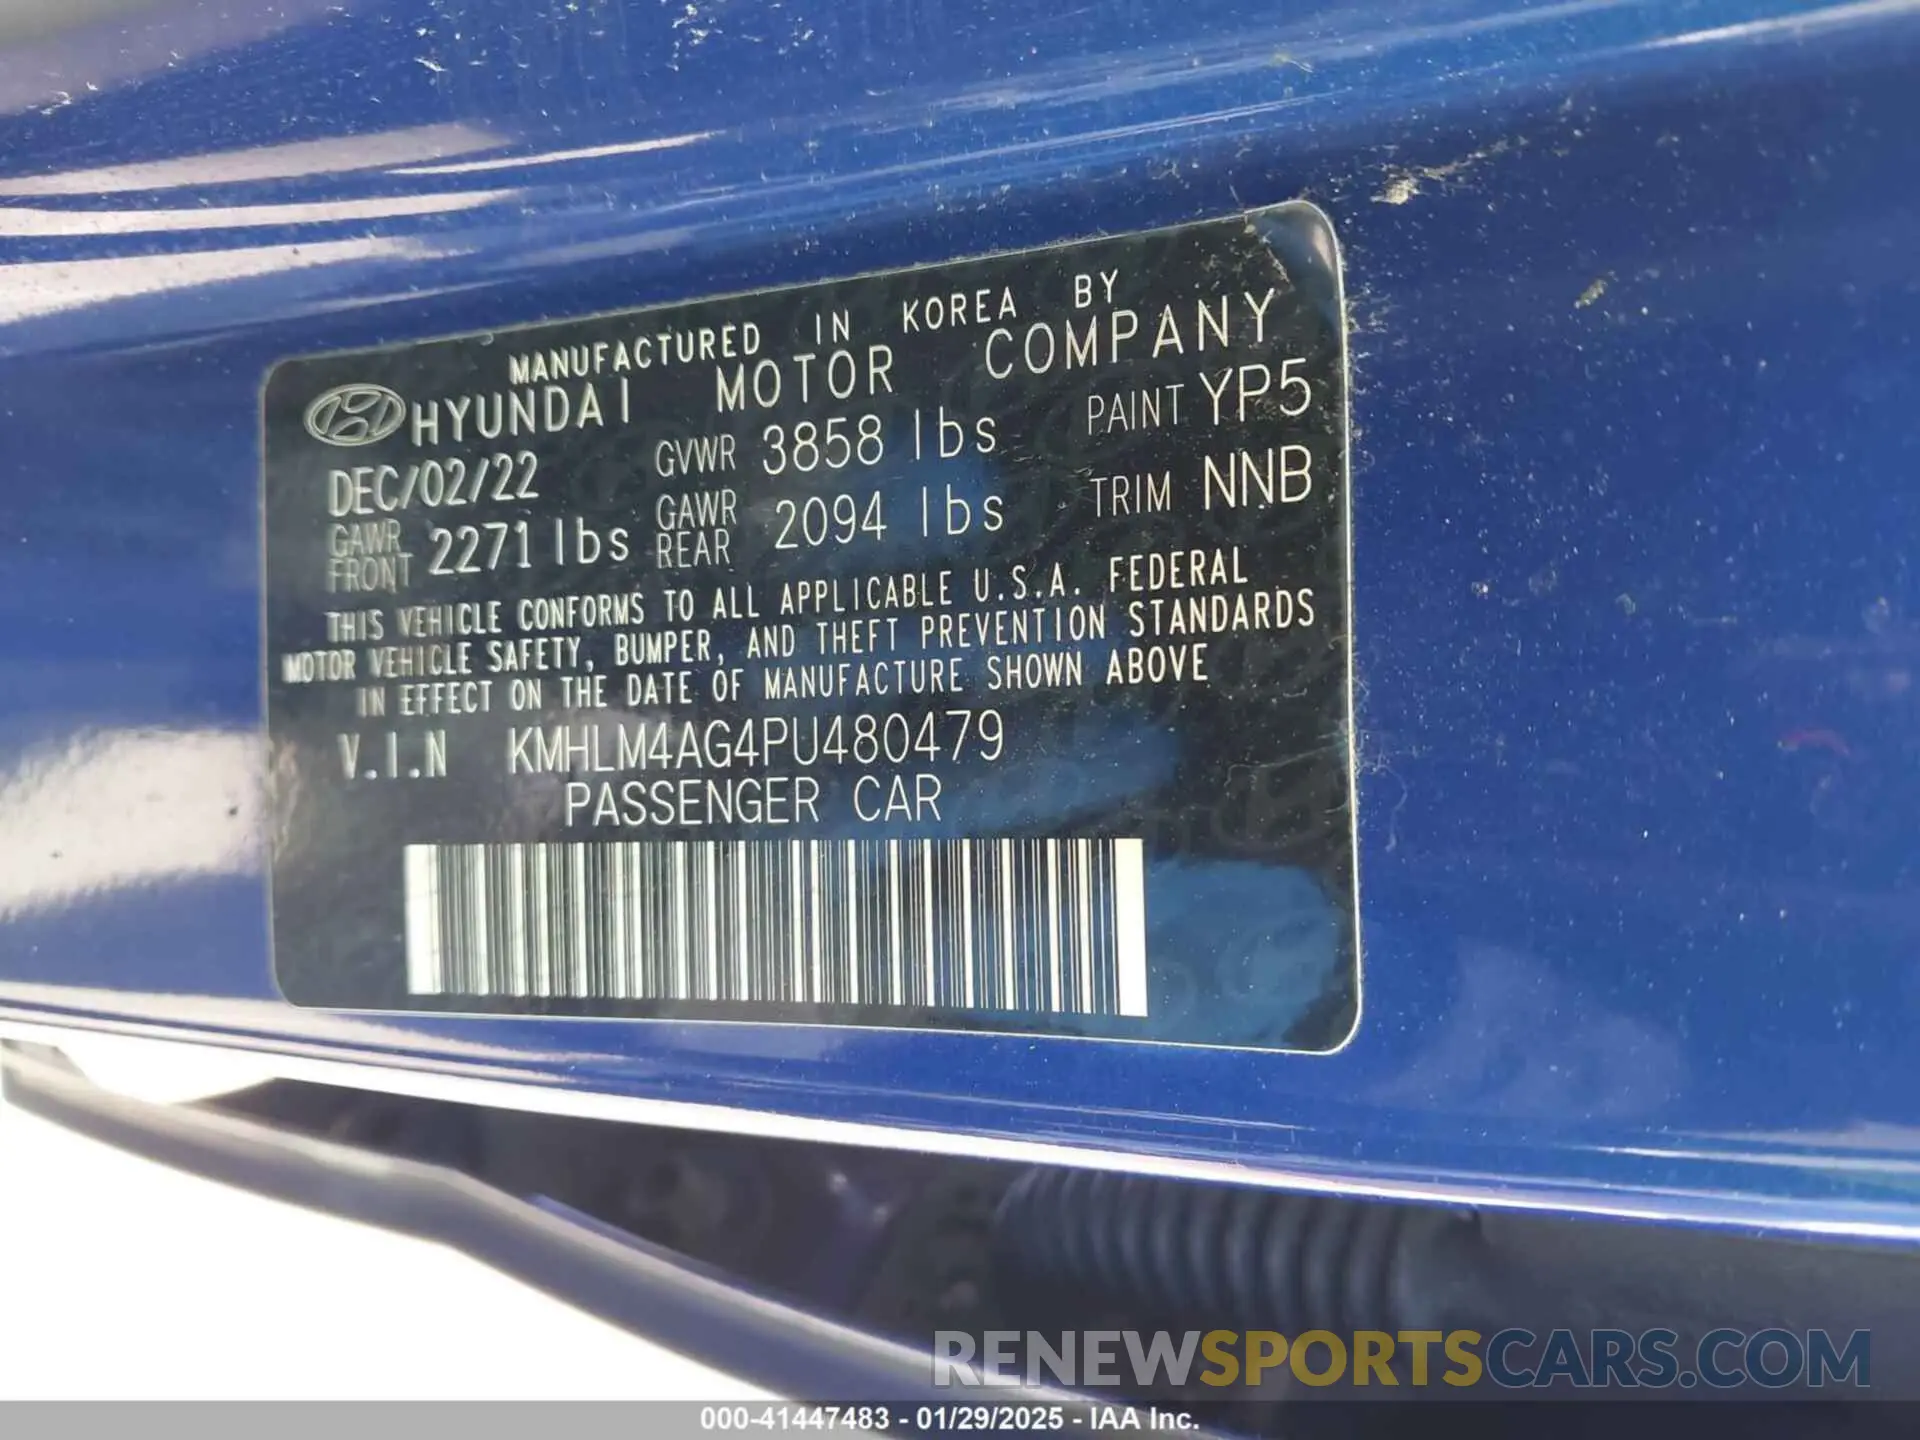 MANUFACTURED IN KOREA BY
HYUNDAI MOTOR COMPANY
DEC/02/22 GVWR 3858 lbs PAINT YP5
GAWR FRONT 2271 lbs GAWR REAR 2094 lbs TRIM NNB
THIS VEHICLE CONFORMS TO ALL APPLICABLE U.S.A. FEDERAL
MOTOR VEHICLE SAFETY, BUMPER, AND THEFT PREVENTION STANDARDS
IN EFFECT ON THE DATE OF MANUFACTURE SHOWN ABOVE
V.I.N KMHLM4AG4PU480479
PASSENGER CAR
RENEWSPORTSCARS.COM
000-41447483 - 01/29/2025 - IAA Inc.